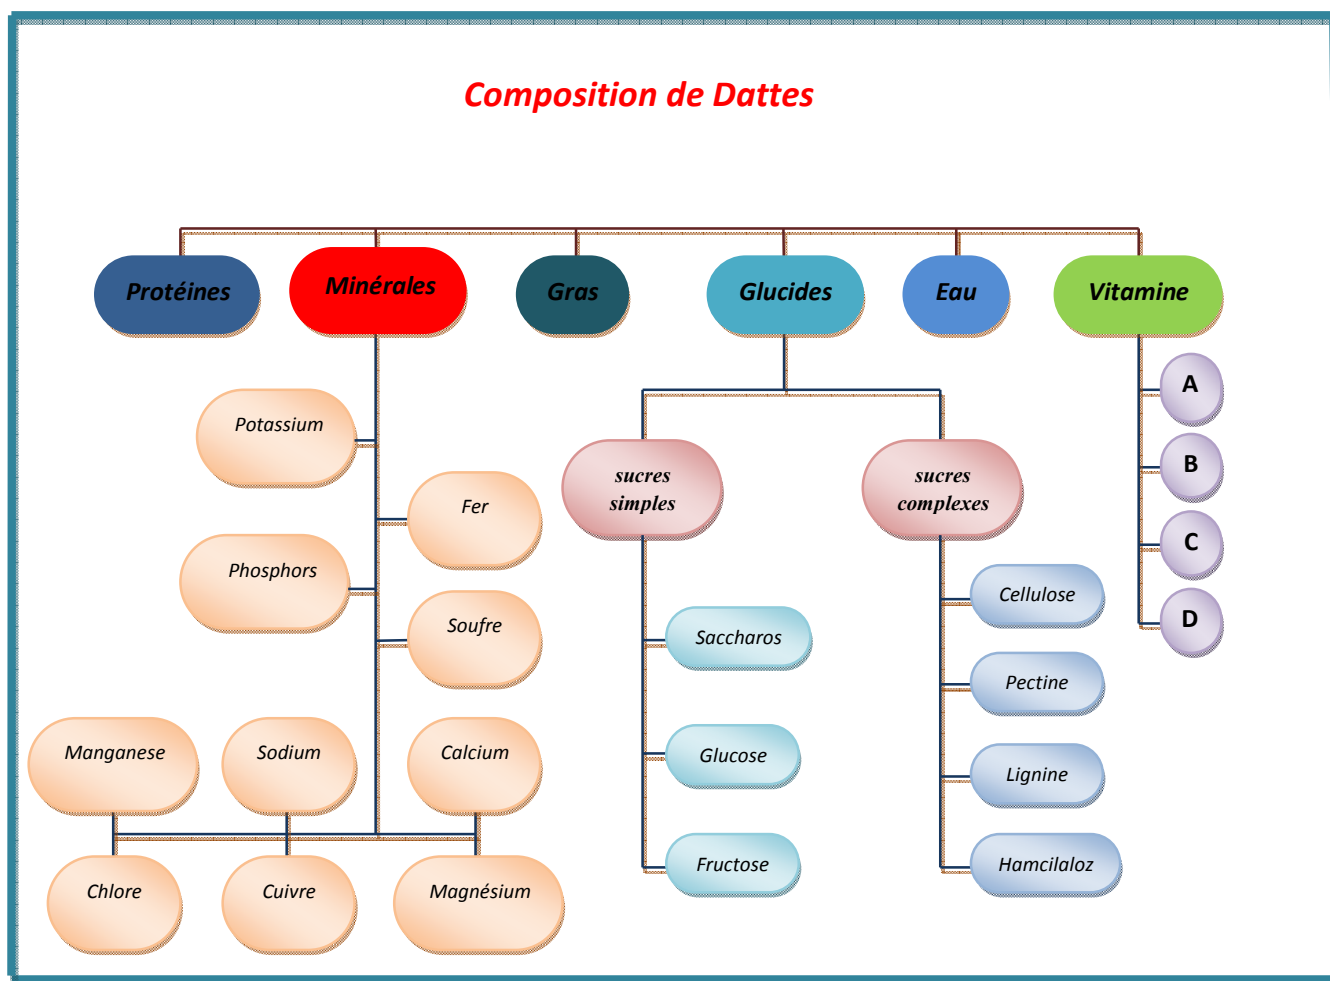 Composition de Dattes
Protéines
Minérales
Gras
Glucides
Eau
Vitamine
Potassium
Fer
Phosphors
Soufre
Manganese
Sodium
Calcium
Chlore
Cuivre
Magnésium
sucres
simples
Saccharos
Glucose
Fructose
sucres
complexes
Cellulose
Pectine
Lignine
Hamcilaloz
A
B
C
D